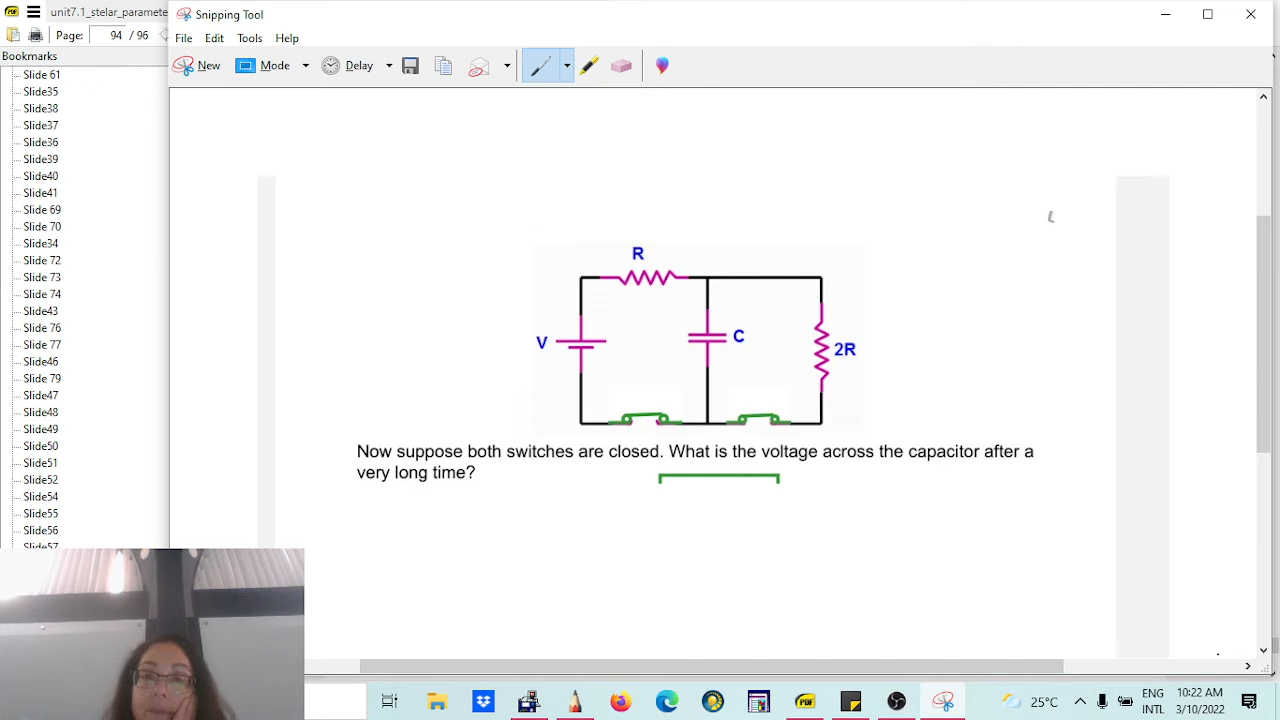 unit7.1_stelar_paramete
Snipping Tool
Page: 94 / 96
File Edit Tools Help
Bookmarks
New Mode Delay
Slide 61
Slide35
Slide38
Slide37
Slide36
Slide39
Slide40
Slide41
Slide 69
Slide 70
Slide34
Slide 72
Slide 73
Slide 74
Slide43
Slide 76
Slide 77
Slide46
Slide 79
Slide47
Slide48
Slide49
Slide50
Slide51
Slide52
Slide54
Slide55
Slide56
Slide57
R
V
C
2R
Now suppose both switches are closed. What is the voltage across the capacitor after a
very long time?
25°C
ENG
INTL
10:22 AM
3/10/2022